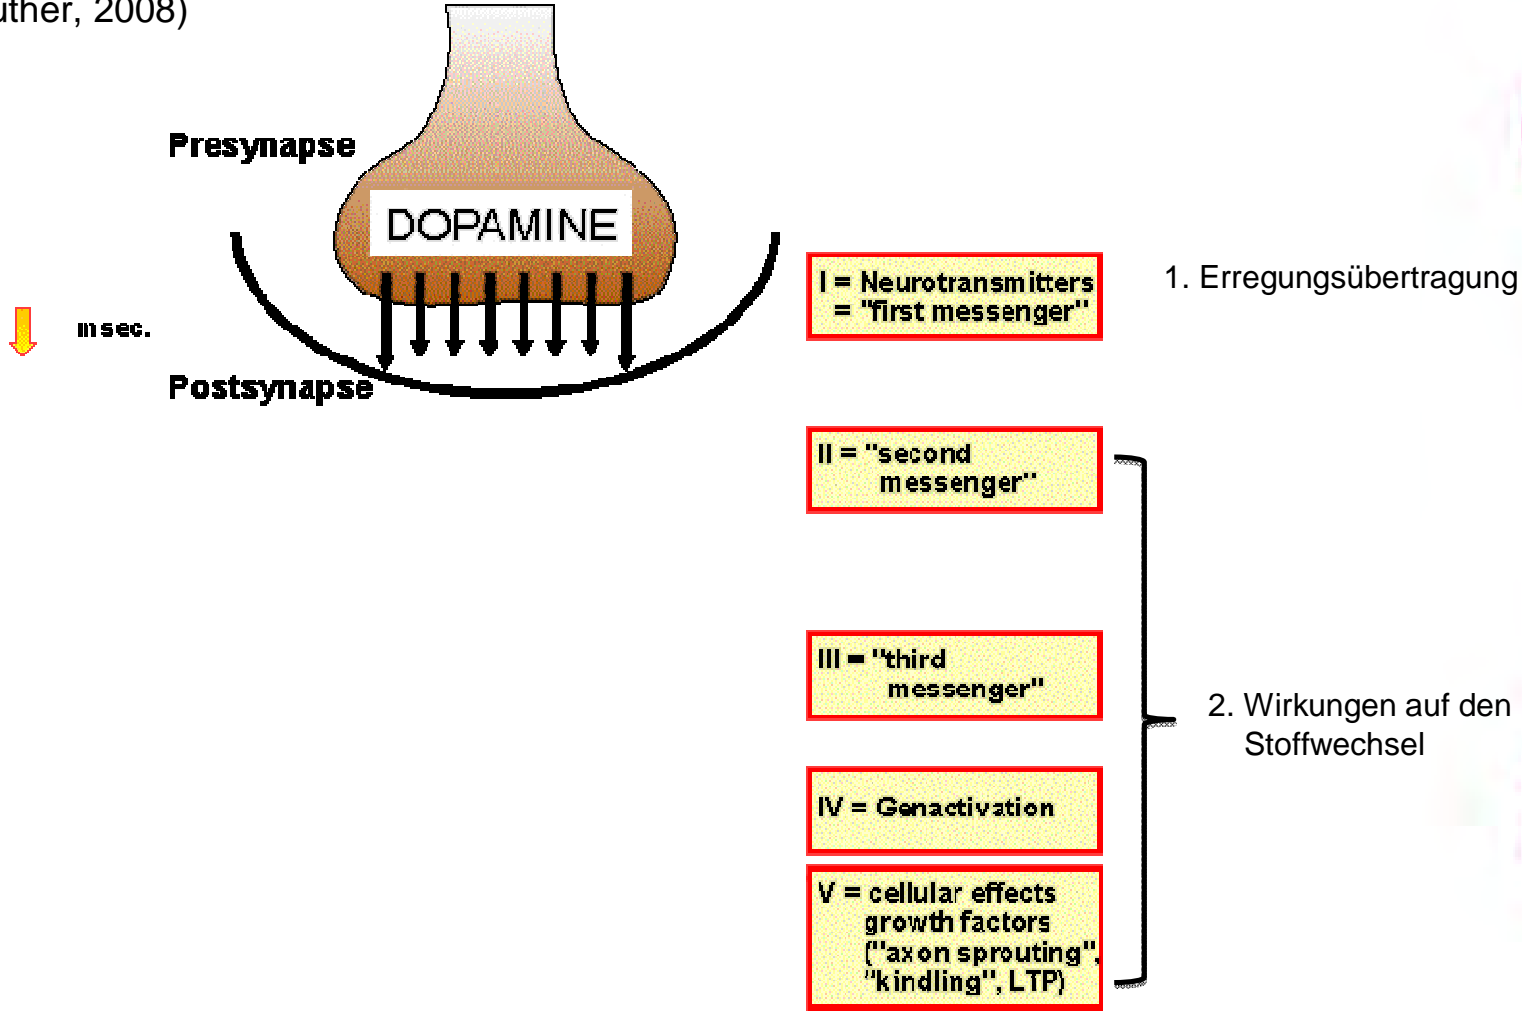 uther, 2008)
Presynapse
DOPAMINE
msec.
Postsynapse
I = Neurotransmitters
= "first messenger"
1. Erregungsübertragung
II = "second
messenger"
III = "third
messenger"
2. Wirkungen auf den
Stoffwechsel
IV = Genactivation
V = cellular effects
growth factors
("axon sprouting",
"kindling", LTP)